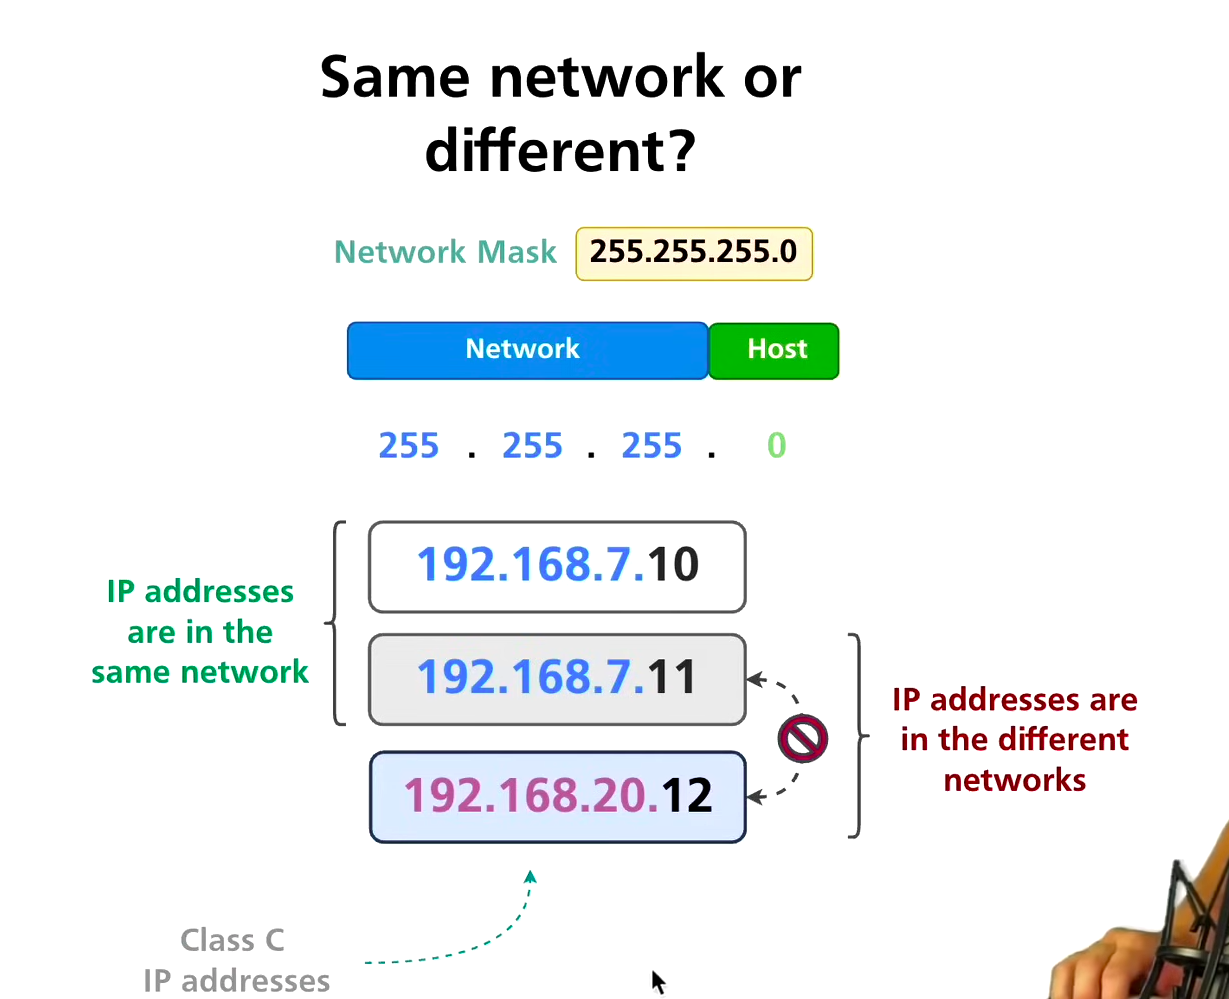 Same network or
different?
Network Mask 255.255.255.0
Network Host
255 . 255 . 255 . 0
192.168.7.10
IP addresses
are in the
same network
192.168.7.11
IP addresses are
in the different
networks
192.168.20.12
Class C
IP addresses